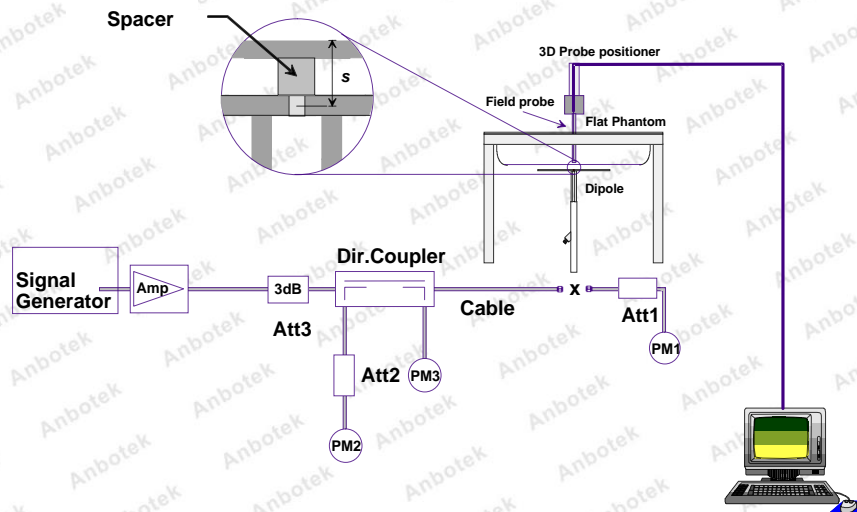 Spacer
s
3D Probe positioner
Field probe
Flat Phantom
Dipole
Signal
Generator
Amp
3dB
Att3
Dir.Coupler
Cable
x
Att1
PM1
Att2
PM3
PM2
Anbotek